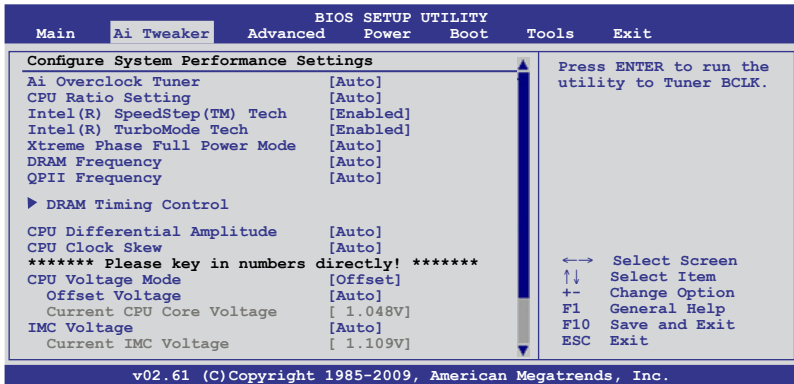 BIOS SETUP UTILITY
Main Ai Tweaker Advanced Power Boot Tools Exit
Configure System Performance Settings
Ai Overclock Tuner [Auto]
CPU Ratio Setting [Auto]
Intel(R) SpeedStep(TM) Tech [Enabled]
Intel(R) TurboMode Tech [Enabled]
Xtreme Phase Full Power Mode [Auto]
DRAM Frequency [Auto]
QPII Frequency [Auto]
DRAM Timing Control
CPU Differential Amplitude [Auto]
CPU Clock Skew [Auto]
******* Please key in numbers directly! *******
CPU Voltage Mode [Offset]
Offset Voltage [Auto]
Current CPU Core Voltage [ 1.048V]
IMC Voltage [Auto]
Current IMC Voltage [ 1.109V]
Press ENTER to run the
utility to Tuner BCLK.
←→ Select Screen
↑↓ Select Item
+- Change Option
F1 General Help
F10 Save and Exit
ESC Exit
v02.61 (C)Copyright 1985-2009, American Megatrends, Inc.